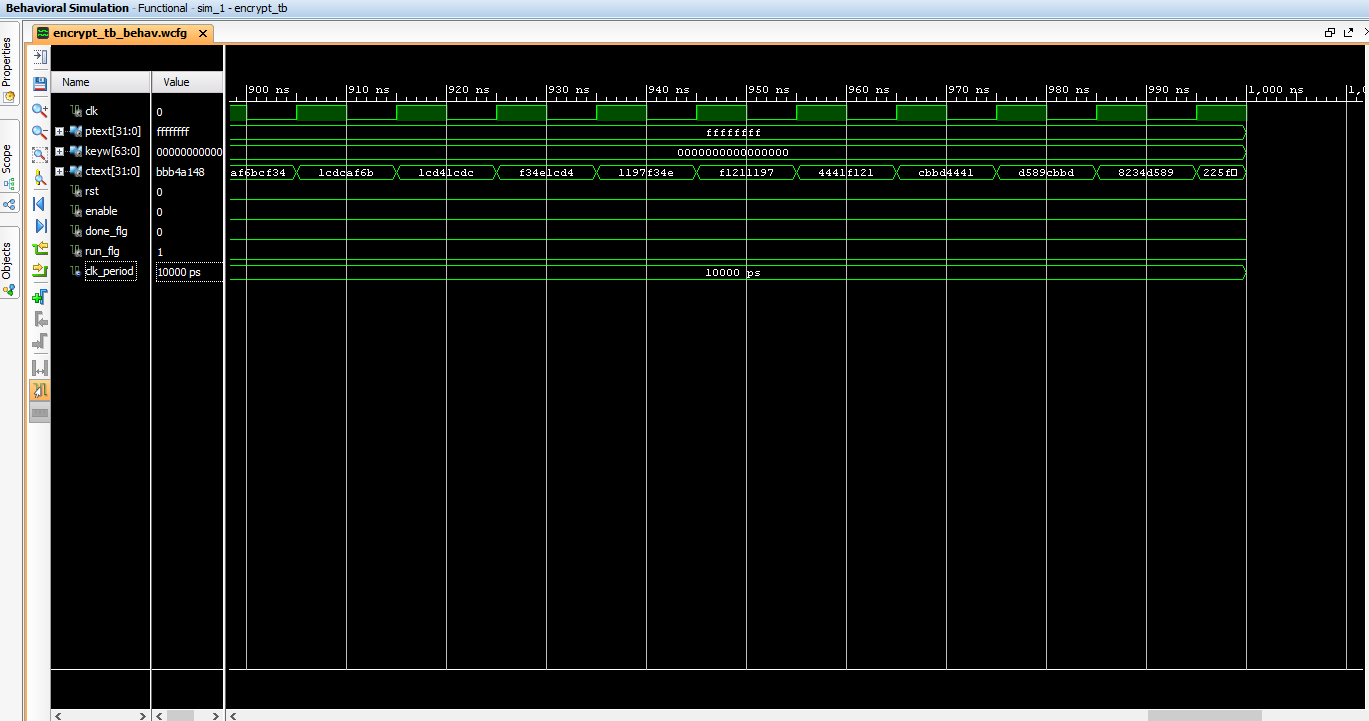 Behavioral Simulation - Functional - sim_1 - encrypt_tb
encrypt_tb_behav.wcfg
Properties
Scope
Objects
Name Value
900 ns 910 ns 920 ns 930 ns 940 ns 950 ns 960 ns 970 ns 980 ns 990 ns 1,000 ns 1,0
clk 0
ptext[31:0] ffffffff ffffffff
keyw[63:0] 00000000000 0000000000000000
ctext[31:0] bbb4a148 af6bcf34 1cdcaf6b 1cd41cdc f34e1cd4 1197f34e f1211197 4441f121 cbbd4441 d589cbbd 8234d589 225f
rst 0
enable 0
done_flg 0
run_flg 1
clk_period 10000 ps 10000 ps